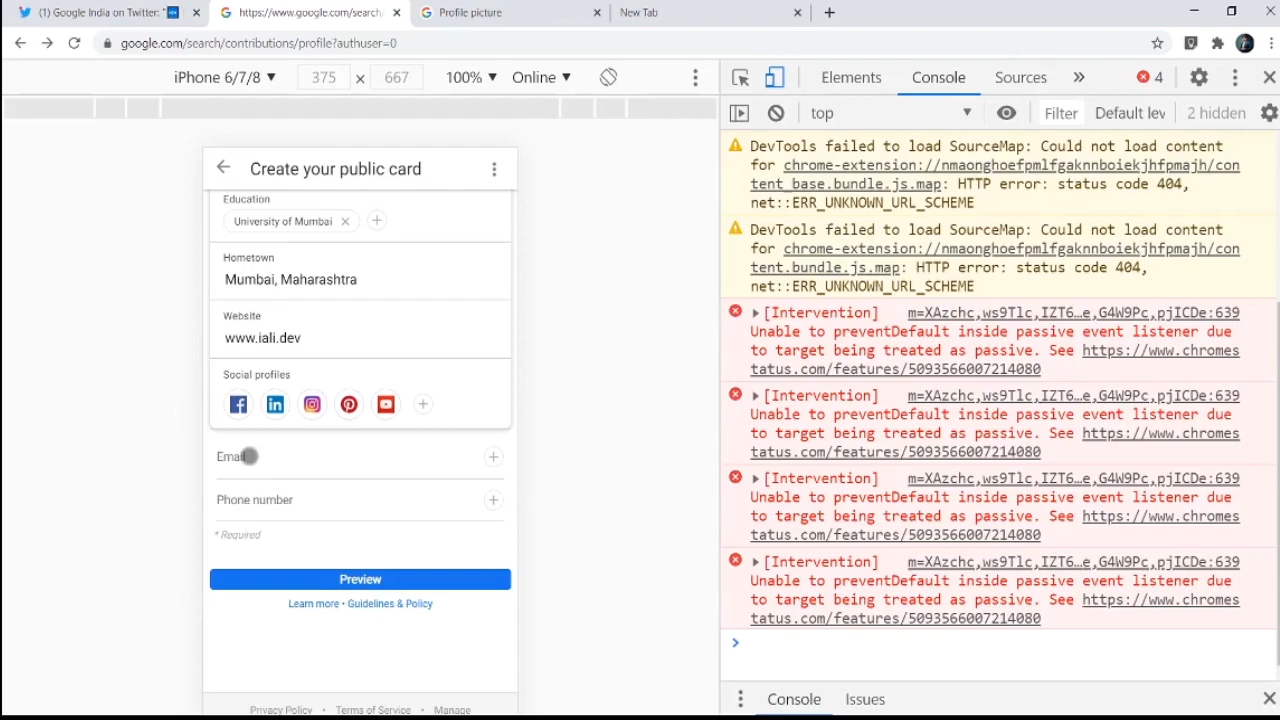 (1) Google India on Twitter: "
https://www.google.com/search/
Profile picture
New Tab
google.com/search/contributions/profile?authuser=0
iPhone 6/7/8 375 x 667 100% Online
Create your public card
Education
University of Mumbai
Hometown
Mumbai, Maharashtra
Website
www.iali.dev
Social profiles
Email
Phone number
* Required
Preview
Learn more • Guidelines & Policy
Privacy Policy • Terms of Service • Manage
Elements Console Sources 4
top Filter Default lev 2 hidden
DevTools failed to load SourceMap: Could not load content
for chrome-extension://nmaonghoefpmlfgaknnboiekjhfpmajh/con
tent_base.bundle.js.map: HTTP error: status code 404,
net::ERR_UNKNOWN_URL_SCHEME
DevTools failed to load SourceMap: Could not load content
for chrome-extension://nmaonghoefpmlfgaknnboiekjhfpmajh/con
tent.bundle.js.map: HTTP error: status code 404,
net::ERR_UNKNOWN_URL_SCHEME
[Intervention] m=XAzchc,ws9Tlc,IZT6…e,G4W9Pc,pjICDe:639
Unable to preventDefault inside passive event listener due
to target being treated as passive. See https://www.chromes
tatus.com/features/5093566007214080
[Intervention] m=XAzchc,ws9Tlc,IZT6…e,G4W9Pc,pjICDe:639
Unable to preventDefault inside passive event listener due
to target being treated as passive. See https://www.chromes
tatus.com/features/5093566007214080
[Intervention] m=XAzchc,ws9Tlc,IZT6…e,G4W9Pc,pjICDe:639
Unable to preventDefault inside passive event listener due
to target being treated as passive. See https://www.chromes
tatus.com/features/5093566007214080
[Intervention] m=XAzchc,ws9Tlc,IZT6…e,G4W9Pc,pjICDe:639
Unable to preventDefault inside passive event listener due
to target being treated as passive. See https://www.chromes
tatus.com/features/5093566007214080
Console Issues